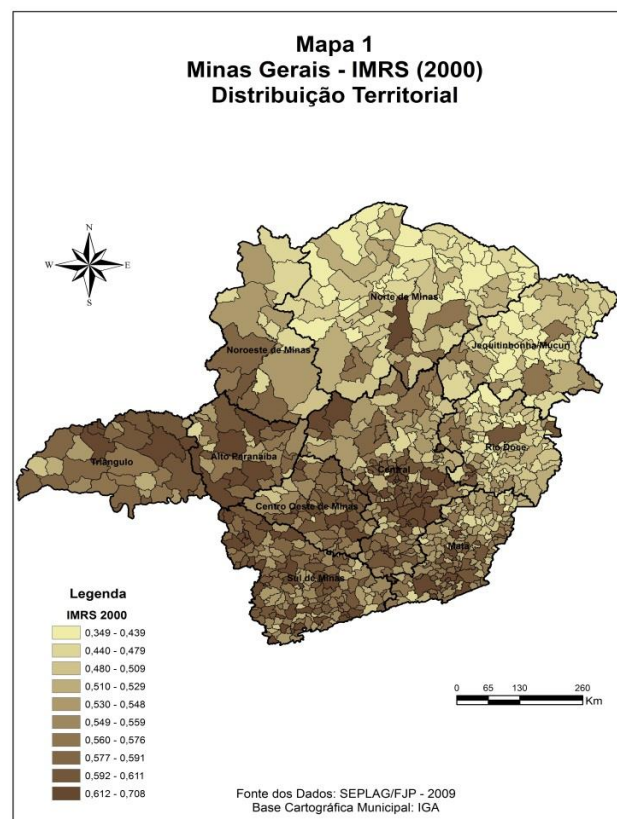 Mapa 1
Minas Gerais - IMRS (2000)
Distribuição Territorial
N
W
E
S
Norte de Minas
Jequitinhonha/Mucuri
Noroeste de Minas
Rio Doce
Alto Paranaíba
Triângulo
Central
Centro Oeste de Minas
Mata
Sul de Minas
Legenda
IMRS 2000
0,349 - 0,439
0,440 - 0,479
0,480 - 0,509
0,510 - 0,529
0,530 - 0,548
0,549 - 0,559
0,560 - 0,576
0,577 - 0,591
0,592 - 0,611
0,612 - 0,708
0 65 130 260
Km
Fonte dos Dados: SEPLAG/FJP - 2009
Base Cartográfica Municipal: IGA